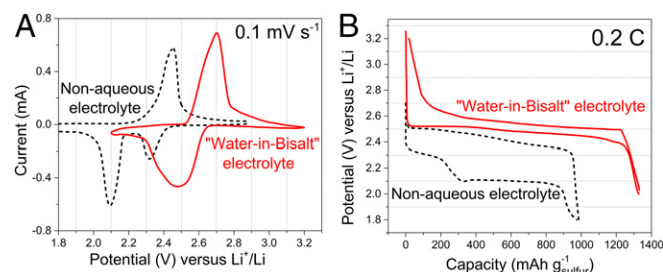 A
0.1 mV s⁻¹
Non-aqueous
electrolyte
"Water-in-Bisalt"
electrolyte
Current (mA)
0.8
0.4
0.0
-0.4
-0.8
1.8 2.0 2.2 2.4 2.6 2.8 3.0 3.2
Potential (V) versus Li⁺/Li
B
0.2 C
"Water-in-Bisalt" electrolyte
Non-aqueous electrolyte
Potential (V) versus Li⁺/Li
3.2
3.0
2.8
2.6
2.4
2.2
2.0
1.8
0 200 400 600 800 1000 1200 1400
Capacity (mAh g⁻¹sulfur)